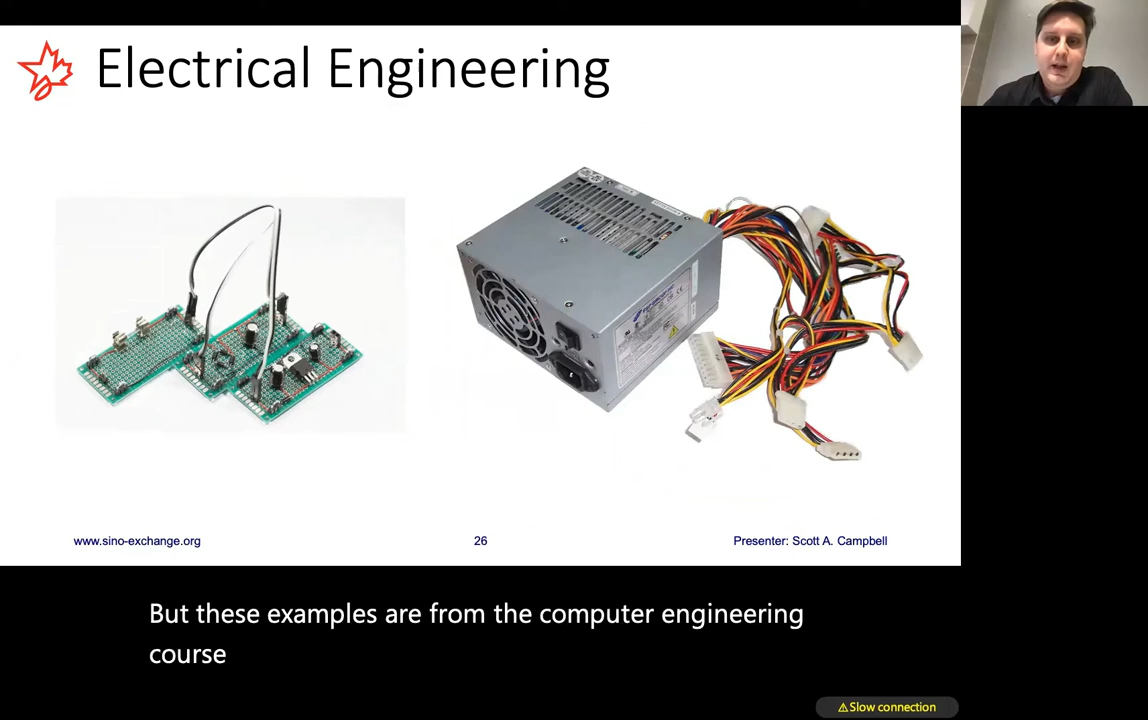 Electrical Engineering
www.sino-exchange.org
26
Presenter: Scott A. Campbell
But these examples are from the computer engineering
course
⚠Slow connection